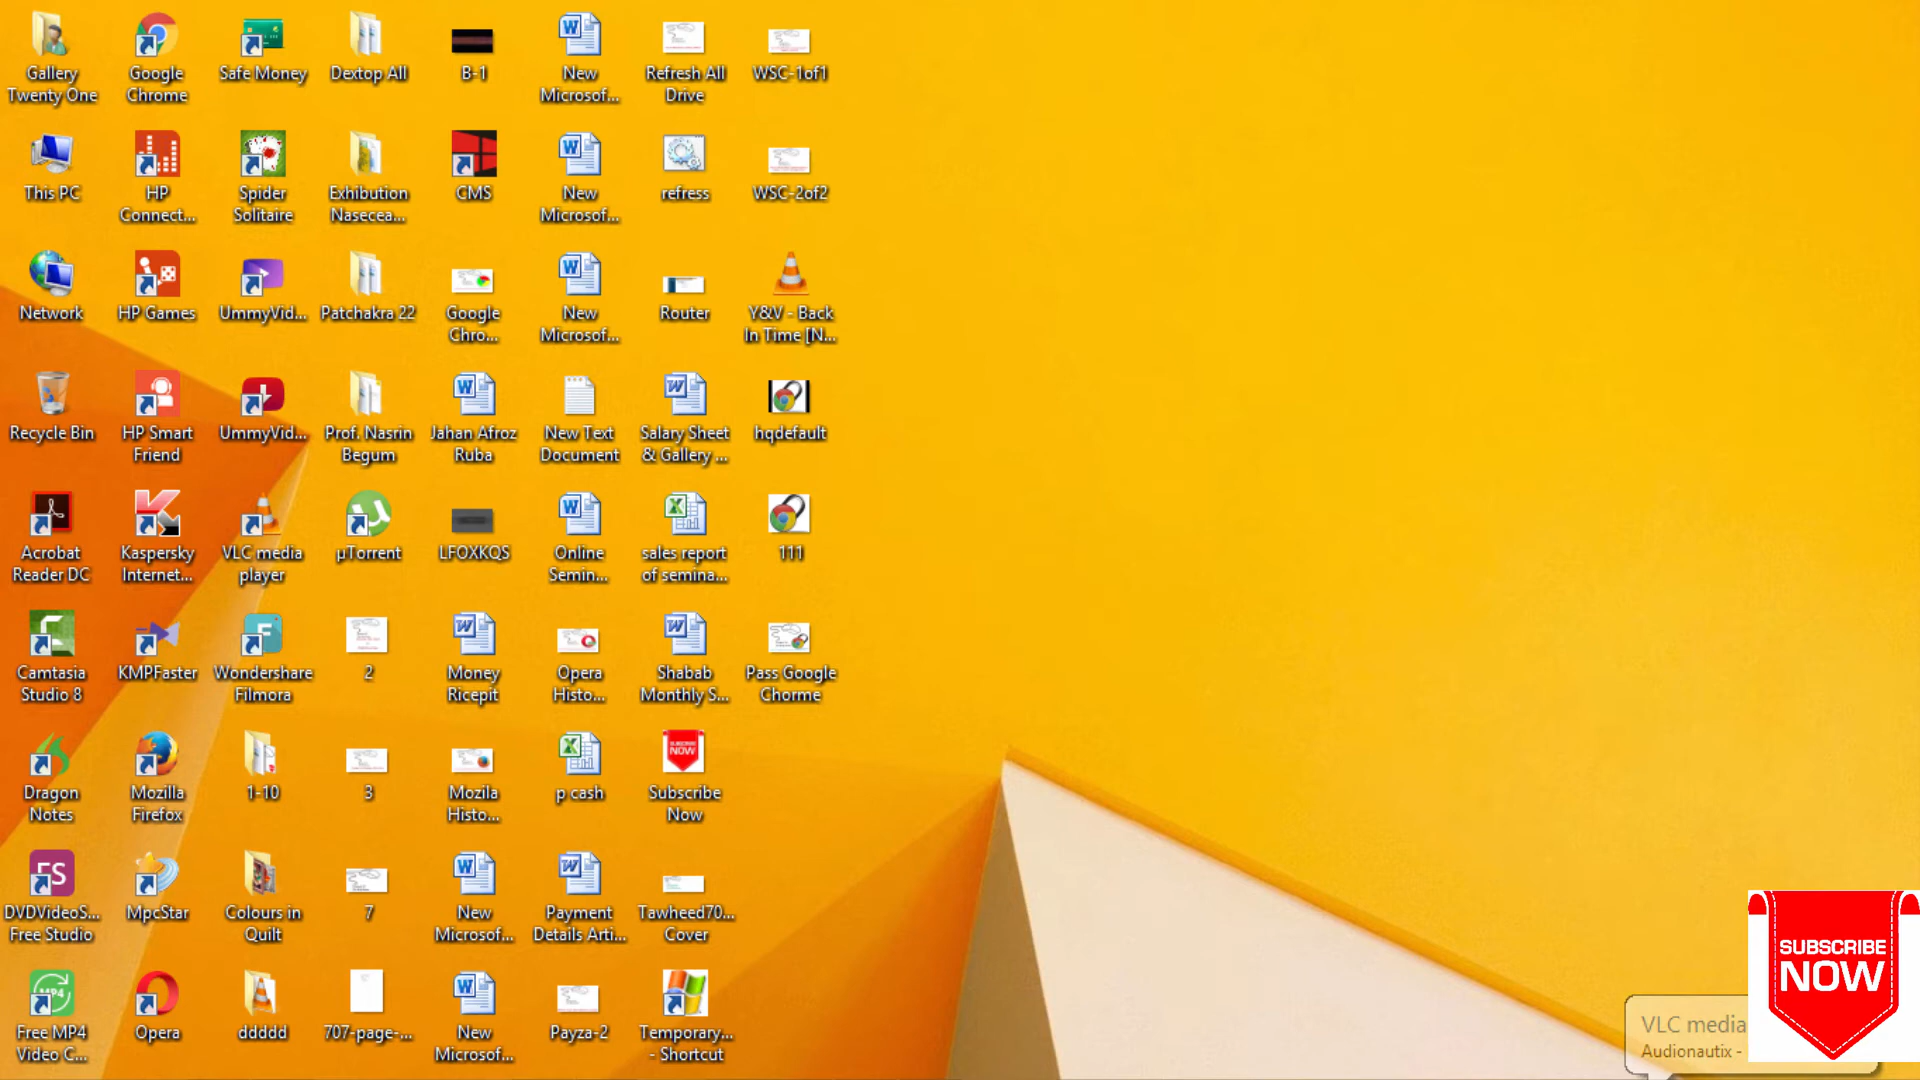 Gallery
Twenty One
Google
Chrome
Safe Money
Dextop All
B-1
New
Microsof...
Refresh All
Drive
WSC-1of1
This PC
HP
Connect...
Spider
Solitaire
Exhibution
Nasecea...
CMS
New
Microsof...
refress
WSC-2of2
Network
HP Games
UmmyVid...
Patchakra 22
Google
Chro...
New
Microsof...
Router
Y&V - Back
In Time [N...
Recycle Bin
HP Smart
Friend
UmmyVid...
Prof. Nasrin
Begum
Jahan Afroz
Ruba
New Text
Document
Salary Sheet
& Gallery ...
hqdefault
Acrobat
Reader DC
Kaspersky
Internet...
VLC media
player
µTorrent
LFOXKQS
Online
Semin...
sales report
of semina...
111
Camtasia
Studio 8
KMPFaster
Wondershare
Filmora
2
Money
Ricepit
Opera
Histo...
Shabab
Monthly S...
Pass Google
Chorme
Dragon
Notes
Mozilla
Firefox
1-10
3
Mozila
Histo...
p cash
SUBSCRIBE
NOW
Subscribe
Now
DVDVideoS...
Free Studio
MpcStar
Colours in
Quilt
7
New
Microsof...
Payment
Details Arti...
Tawheed70...
Cover
Free MP4
Video C...
Opera
ddddd
707-page-...
New
Microsof...
Payza-2
Temporary...
- Shortcut
SUBSCRIBE
NOW
VLC media
Audionautix -